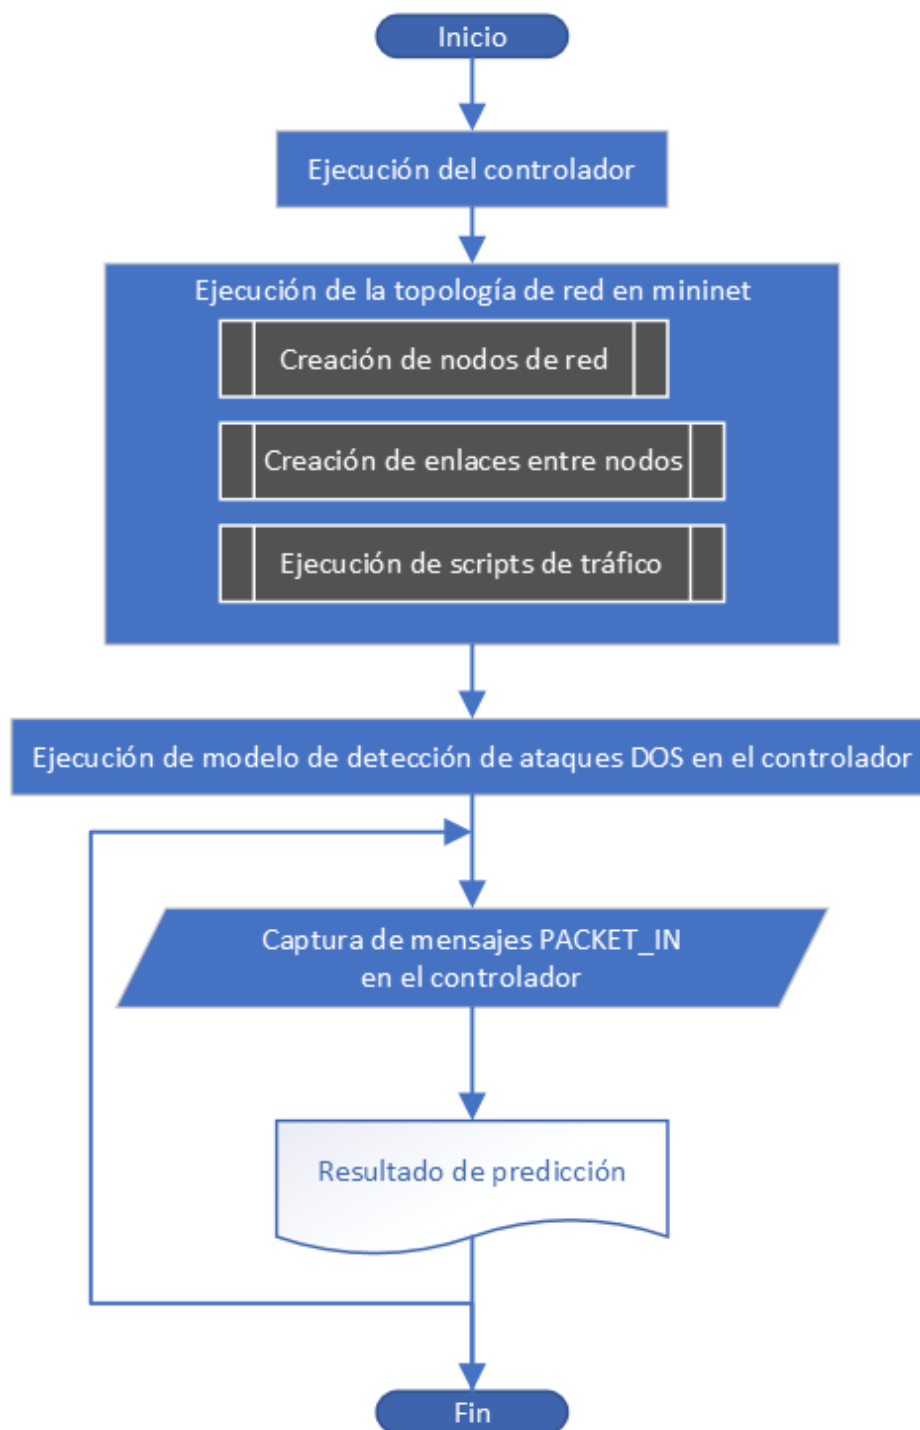 Inicio
Ejecución del controlador
Ejecución de la topología de red en mininet
Creación de nodos de red
Creación de enlaces entre nodos
Ejecución de scripts de tráfico
Ejecución de modelo de detección de ataques DOS en el controlador
Captura de mensajes PACKET_IN
en el controlador
Resultado de predicción
Fin